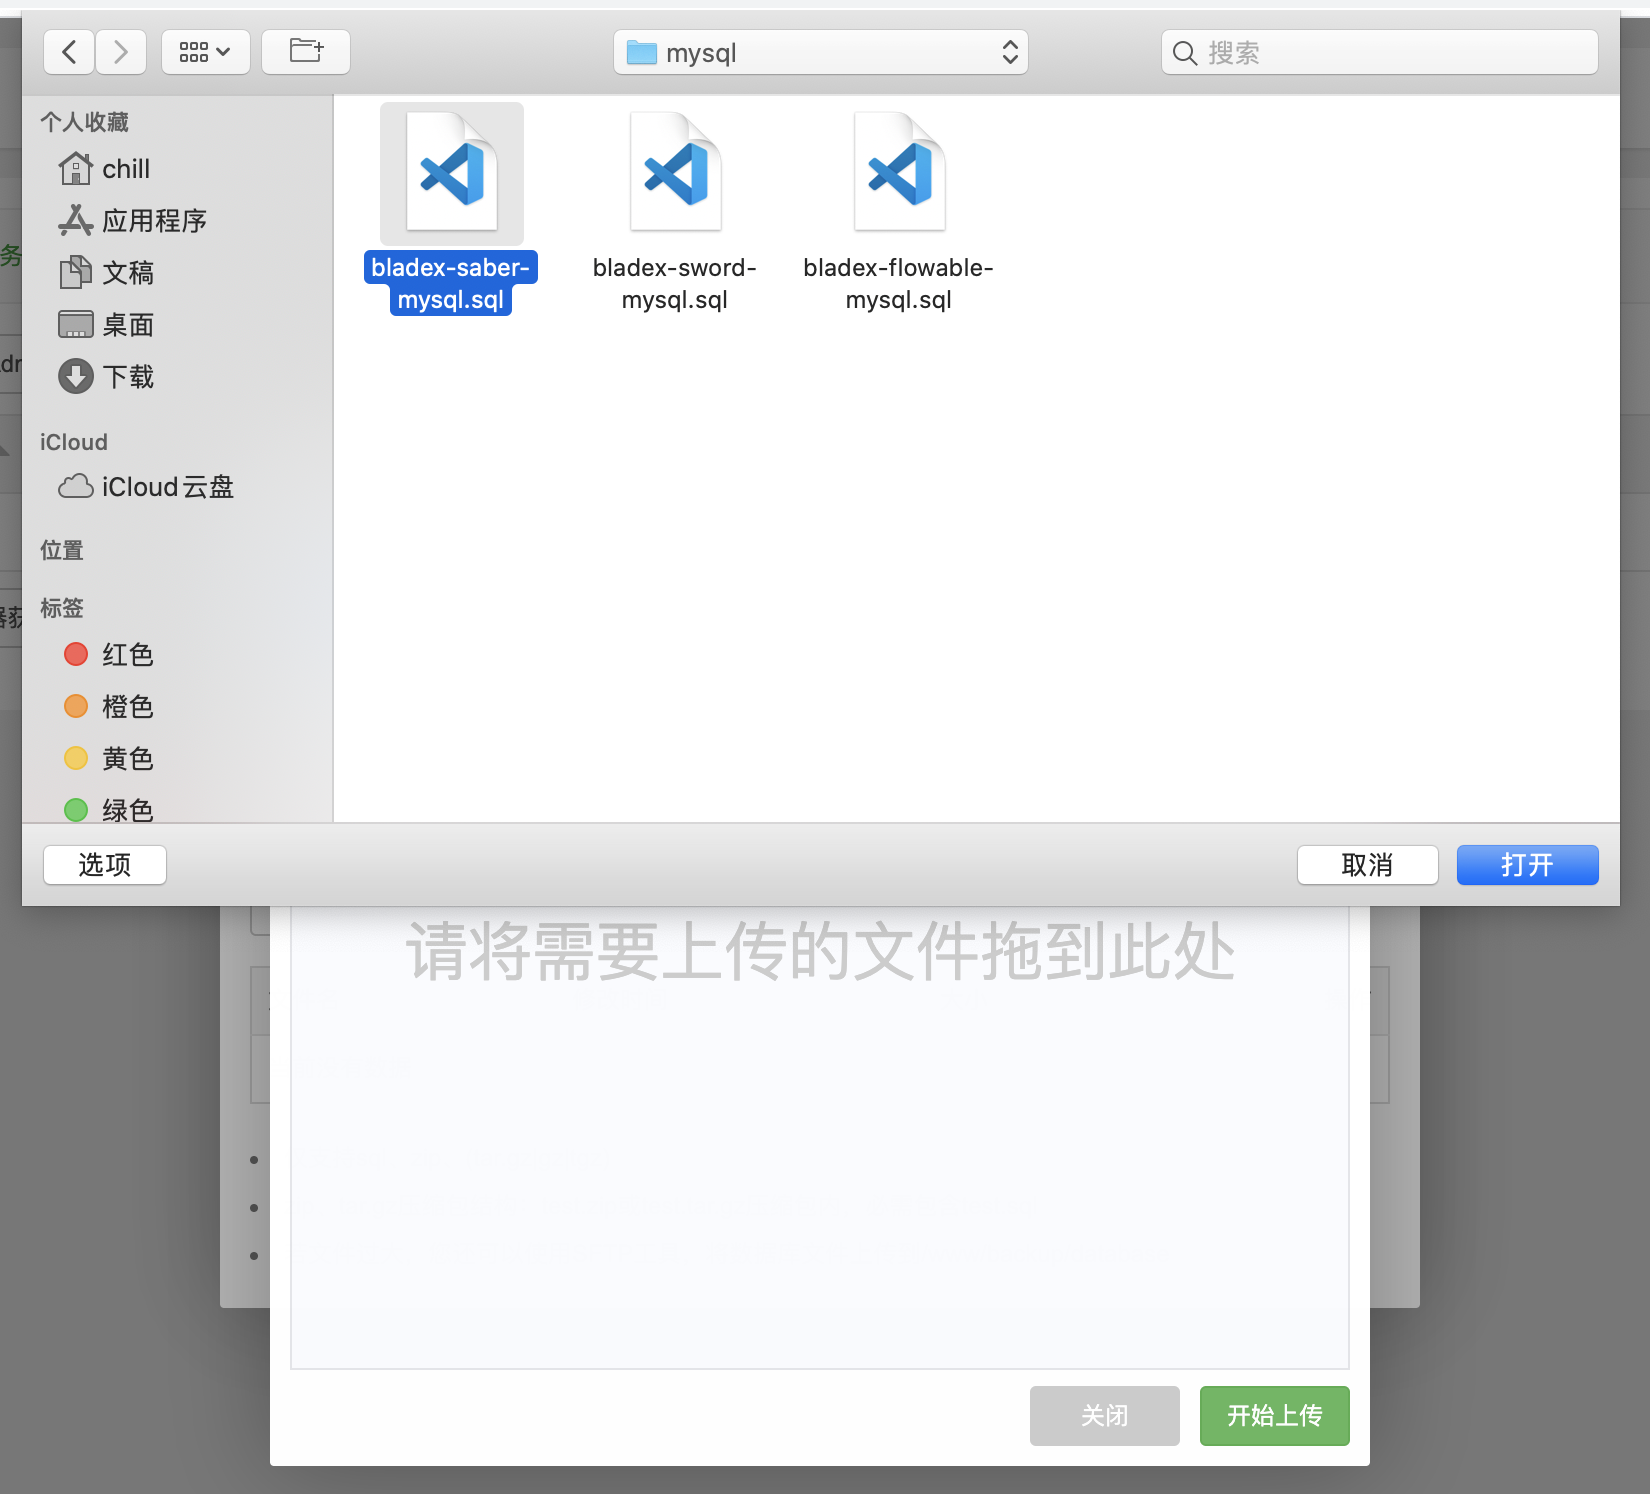 mysql
搜索
个人收藏
chill
应用程序
文稿
桌面
下载
iCloud
iCloud云盘
位置
标签
红色
橙色
黄色
绿色
bladex-saber-
mysql.sql
bladex-sword-
mysql.sql
bladex-flowable-
mysql.sql
务
选项
取消
打开
请将需要上传的文件拖到此处
关闭
开始上传